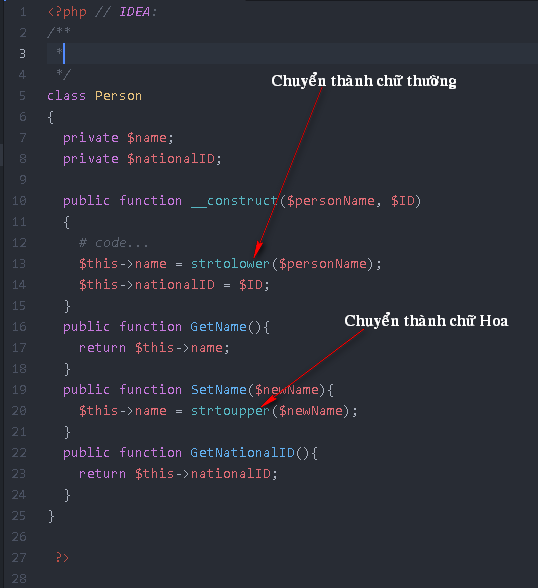 1 <?php // IDEA:
2 /**
3  *
4  */
Chuyển thành chữ thường
5 class Person
6 {
7   private $name;
8   private $nationalID;
9
10   public function __construct($personName, $ID)
11   {
12     # code...
13     $this->name = strtolower($personName);
14     $this->nationalID = $ID;
15   }
Chuyển thành chữ Hoa
16   public function GetName(){
17     return $this->name;
18   }
19   public function SetName($newName){
20     $this->name = strtoupper($newName);
21   }
22   public function GetNationalID(){
23     return $this->nationalID;
24   }
25 }
26
27  ?>
28